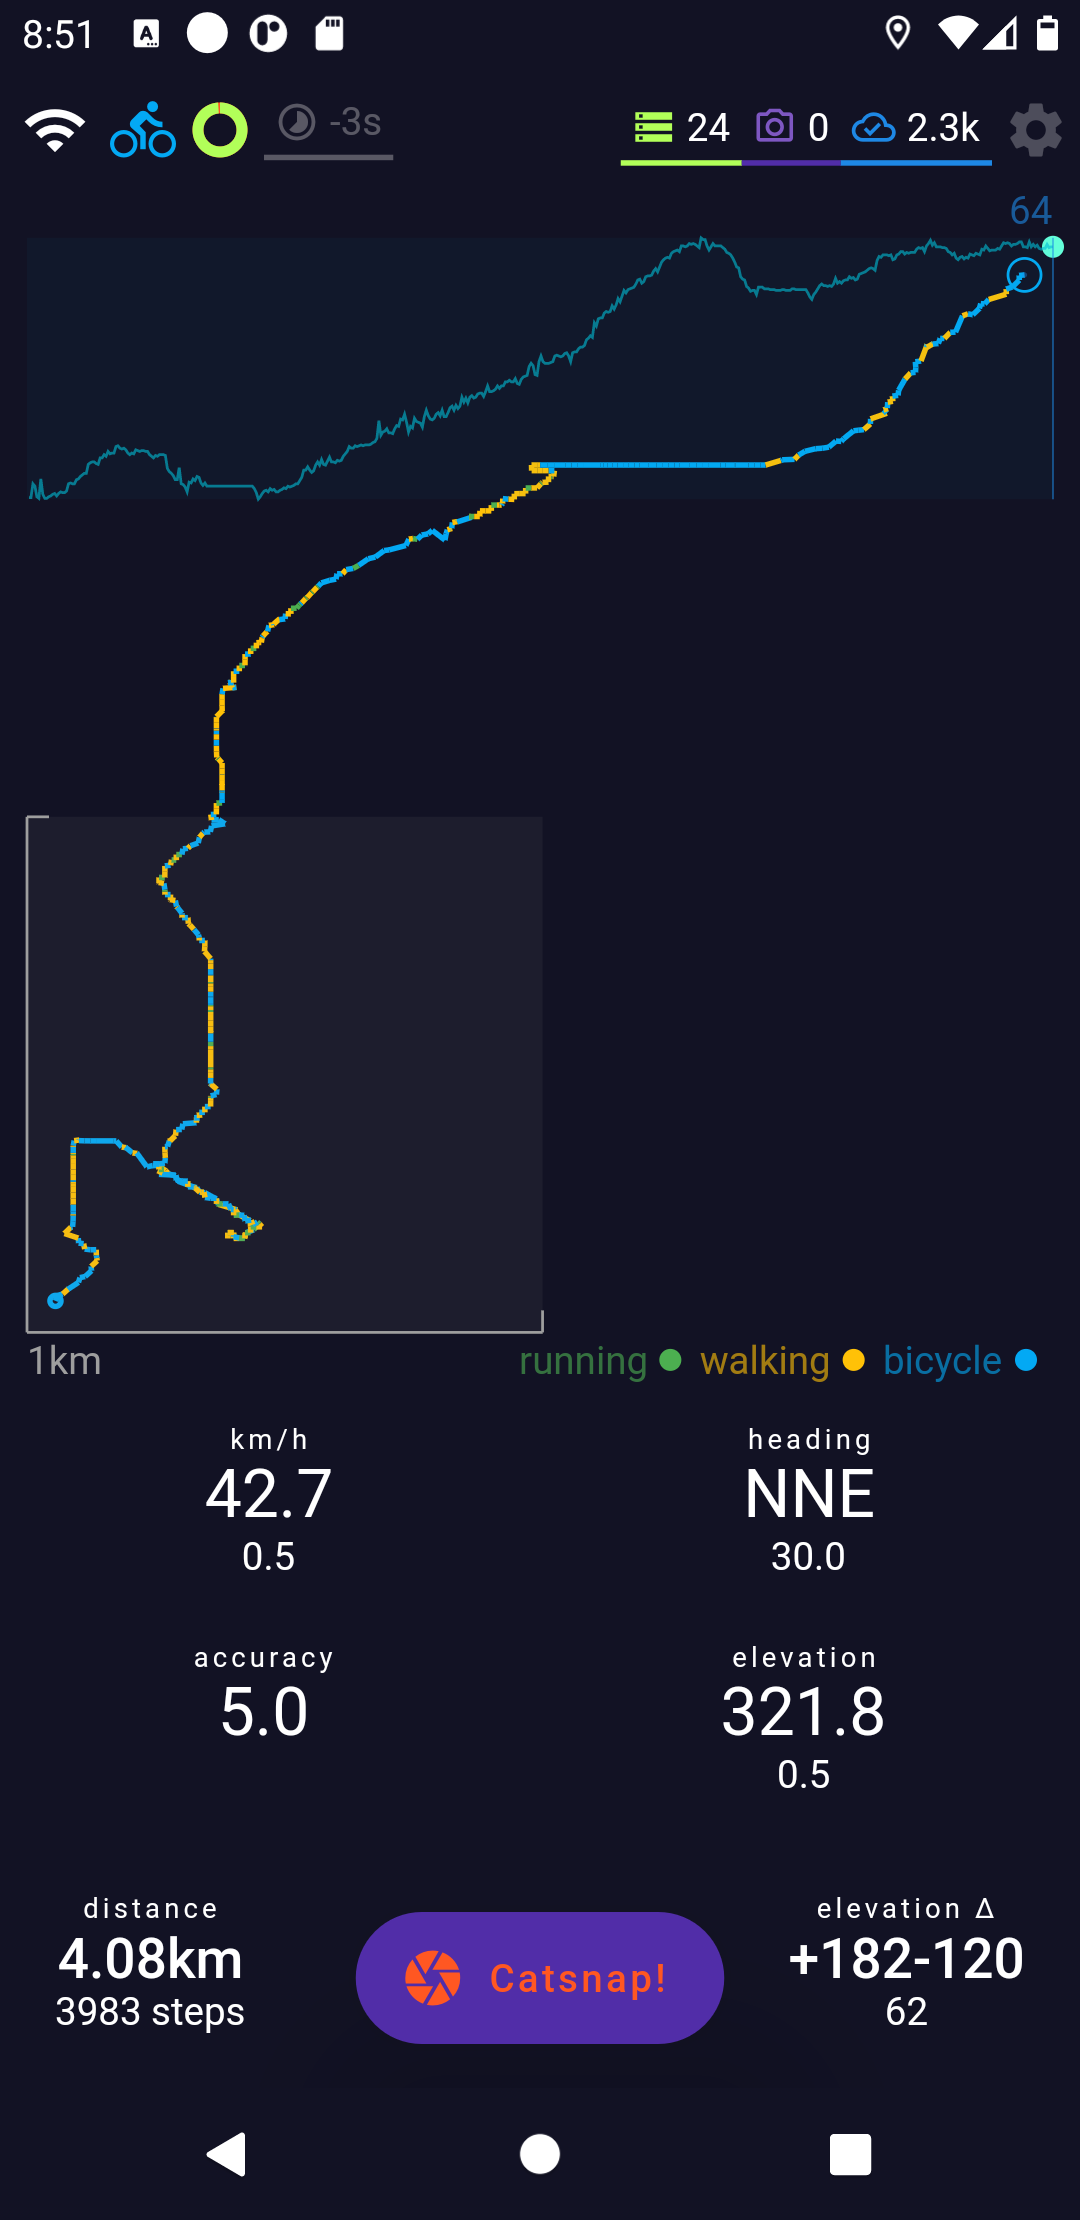 8:51
-3s 24 0 2.3k
64
1km running walking bicycle
km/h heading
42.7 NNE
0.5 30.0
accuracy elevation
5.0 321.8
0.5
distance elevation Δ
4.08km +182-120
Catsnap!
3983 steps 62